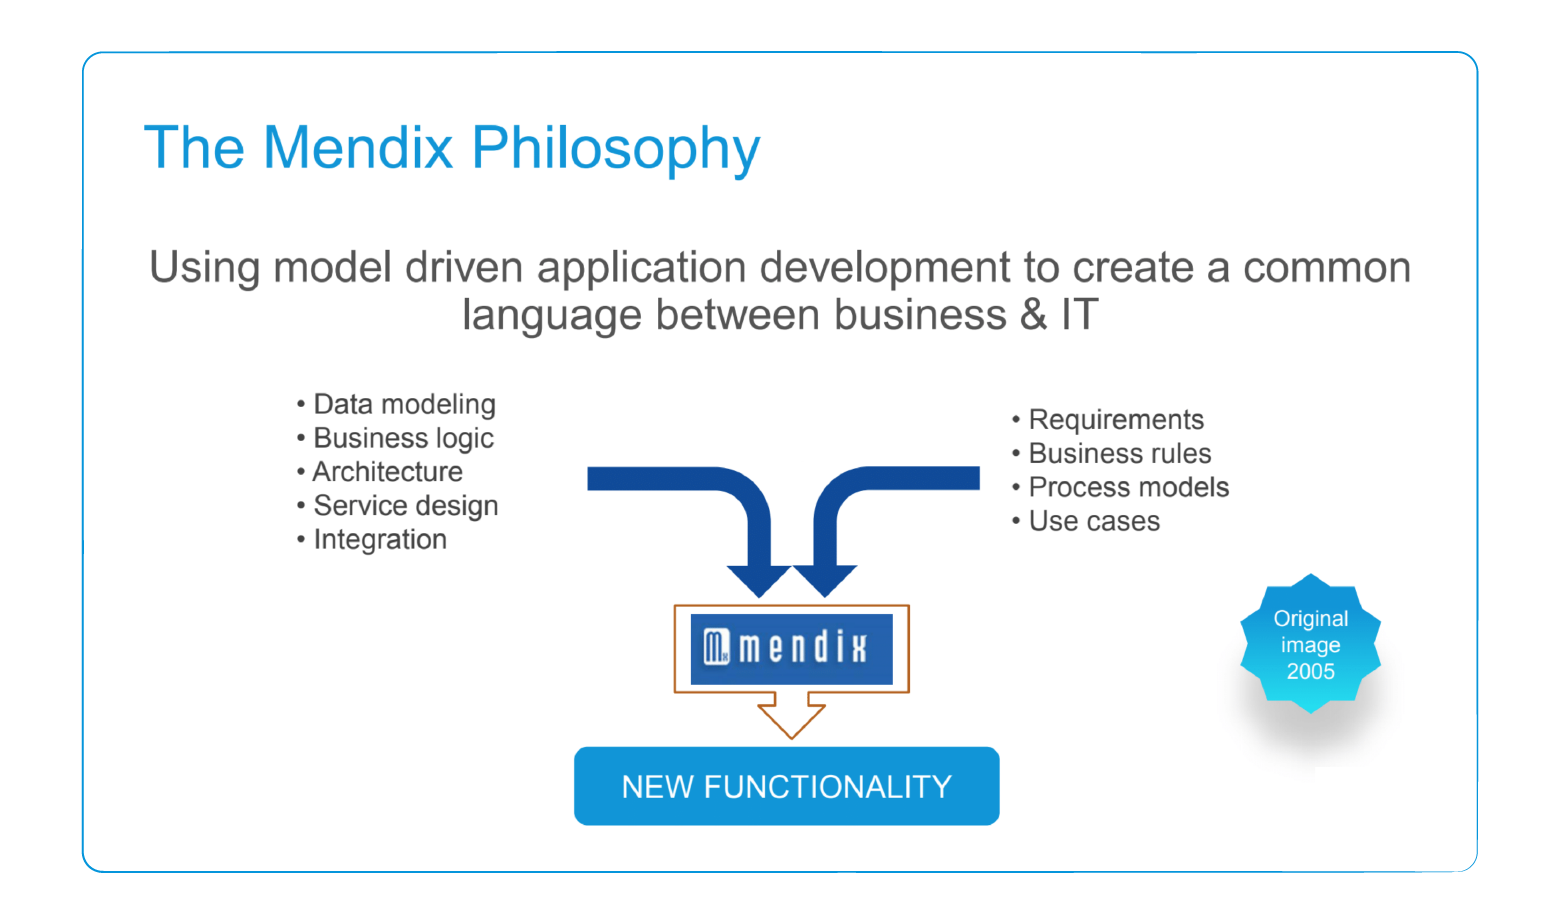 The Mendix Philosophy
Using model driven application development to create a common
language between business & IT
• Data modeling
• Business logic
• Architecture
• Service design
• Integration
• Requirements
• Business rules
• Process models
• Use cases
Original
image
2005
mendix
NEW FUNCTIONALITY